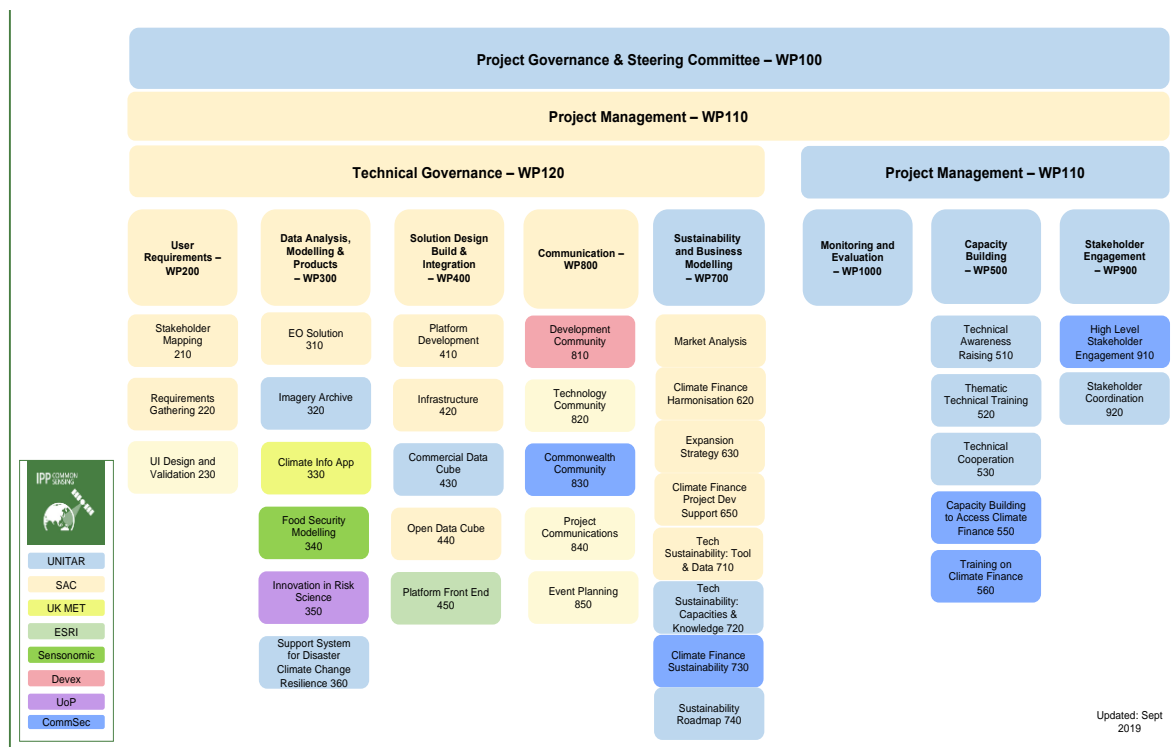 Project Governance & Steering Committee – WP100
Project Management – WP110
Technical Governance – WP120
Project Management – WP110
User
Requirements –
WP200
Data Analysis,
Modelling &
Products
– WP300
Solution Design
Build &
Integration
– WP400
Communication –
WP800
Sustainability
and Business
Modelling
– WP700
Monitoring and
Evaluation – WP1000
Capacity
Building
– WP500
Stakeholder
Engagement
– WP900
Stakeholder
Mapping
210
Requirements
Gathering 220
UI Design and
Validation 230
EO Solution
310
Imagery Archive
320
Climate Info App
330
Food Security
Modelling
340
Innovation in Risk
Science
350
Support System
for Disaster
Climate Change
Resilience 360
Platform
Development
410
Infrastructure
420
Commercial Data
Cube
430
Open Data Cube
440
Platform Front End
450
Development
Community
810
Technology
Community
820
Commonwealth
Community
830
Project
Communications
840
Event Planning
850
Market Analysis
Climate Finance
Harmonisation 620
Expansion
Strategy 630
Climate Finance
Project Dev
Support 650
Tech
Sustainability: Tool
& Data 710
Tech
Sustainability:
Capacities &
Knowledge 720
Climate Finance
Sustainability 730
Sustainability
Roadmap 740
Technical
Awareness
Raising 510
Thematic
Technical Training
520
Technical
Cooperation
530
Capacity Building
to Access Climate
Finance 550
Training on
Climate Finance
560
High Level
Stakeholder
Engagement 910
Stakeholder
Coordination
920
IPP COMMON
SENSING
UNITAR
SAC
UK MET
ESRI
Sensonomic
Devex
UoP
CommSec
Updated: Sept
2019